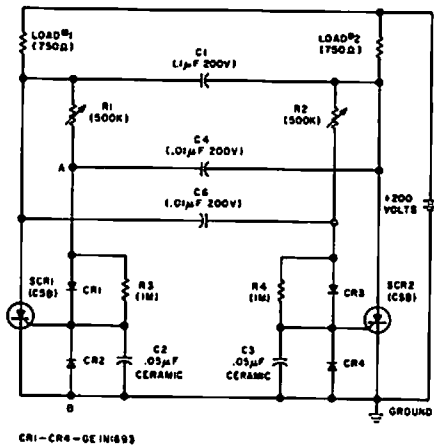 LOAD#1
(750Ω)
LOAD#2
(750Ω)
C1
.1µF 200V)
R1
(500K)
R2
(500K)
C4
(.01µF 200V)
A
C6
(.01µF 200V)
+200
VOLTS
SCR1
(C5B)
CR1
R3
(1M)
R4
(1M)
CR3
SCR2
(C5B)
CR2
C2
.05µF
CERAMIC
C3
.05µF
CERAMIC
CR4
B
GROUND
CR1-CR4-GE IN1693